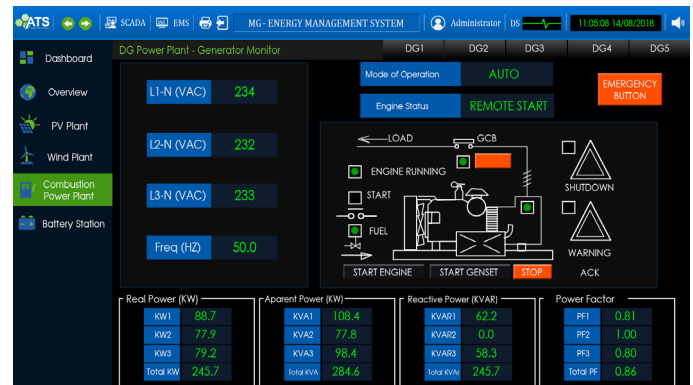 ATS SCADA EMS MG- ENERGY MANAGEMENT SYSTEM Administrator DS 11:05:08 14/08/2018
DG Power Plant - Generator Monitor DG1 DG2 DG3 DG4 DG5
Dashboard
Overview
PV Plant
Wind Plant
Combustion
Power Plant
Battery Station
L1-N (VAC) 234
L2-N (VAC) 232
L3-N (VAC) 233
Freq (HZ) 50.0
Mode of Operation AUTO
Engine Status REMOTE START
EMERGENCY
BUTTON
LOAD GCB
ENGINE RUNNING
START
FUEL
SHUTDOWN
WARNING
START ENGINE START GENSET STOP ACK
Real Power (KW)
KW1 88.7
KW2 77.9
KW3 79.2
Total KW 245.7
Aparent Power (KW)
KVA1 108.4
KVA2 77.8
KVA3 98.4
Total KVA 284.6
Reactive Power (KVAR)
KVAR1 62.2
KVAR2 0.0
KVAR3 58.3
Total KVAr 245.7
Power Factor
PF1 0.81
PF2 1.00
PF3 0.80
Total PF 0.86